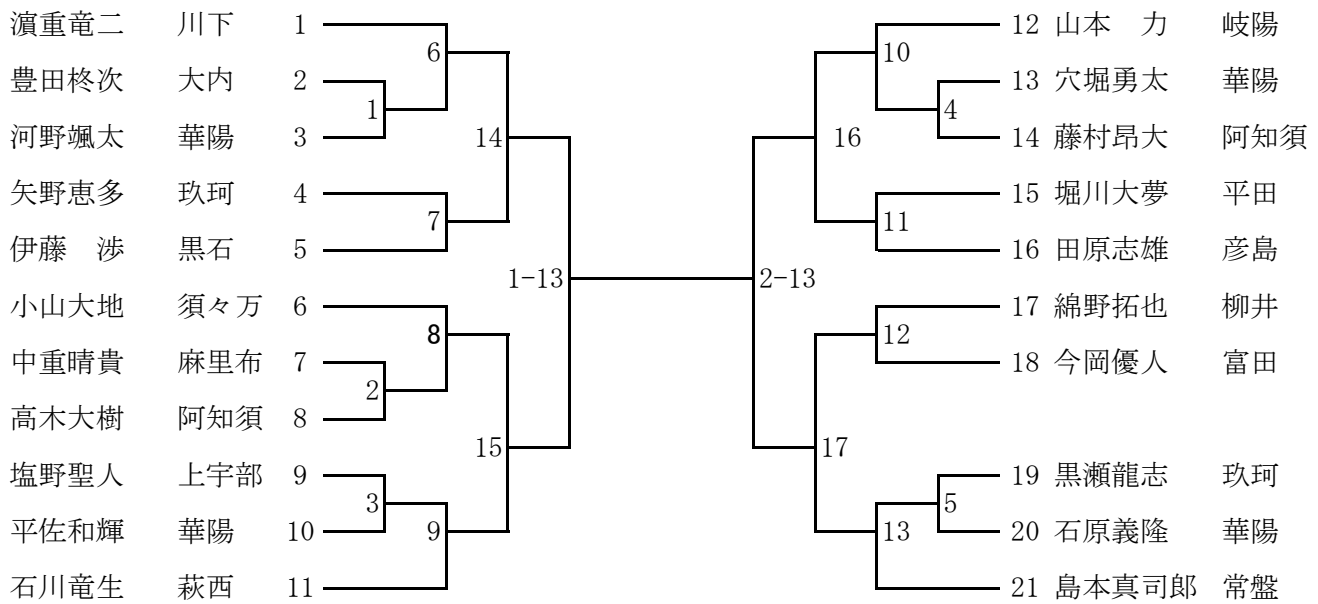 濵重竜二 川下 1
12 山本 力 岐陽
6
10
豊田柊次 大内 2
13 穴堀勇太 華陽
1
4
河野颯太 華陽 3
14
16
14 藤村昂大 阿知須
矢野恵多 玖珂 4
15 堀川大夢 平田
7
11
伊藤 渉 黒石 5
16 田原志雄 彦島
1-13
2-13
小山大地 須々万 6
17 綿野拓也 柳井
8
12
中重晴貴 麻里布 7
18 今岡優人 富田
2
高木大樹 阿知須 8
15
17
塩野聖人 上宇部 9
19 黒瀬龍志 玖珂
3
5
平佐和輝 華陽 10
9
13
20 石原義隆 華陽
石川竜生 萩西 11
21 島本真司郎 常盤